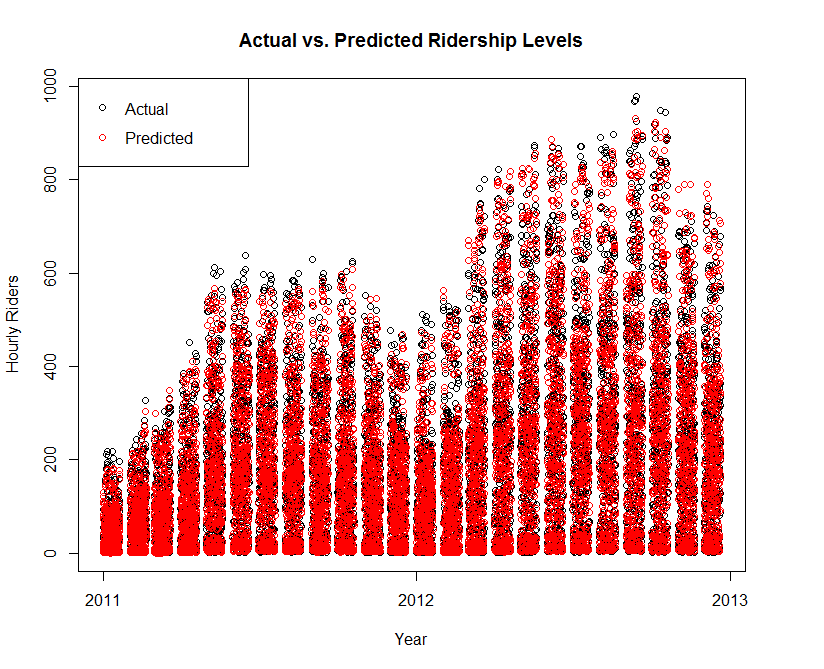 Actual vs. Predicted Ridership Levels
1000
800
600
400
200
0
Hourly Riders
Actual
Predicted
2011
2012
2013
Year